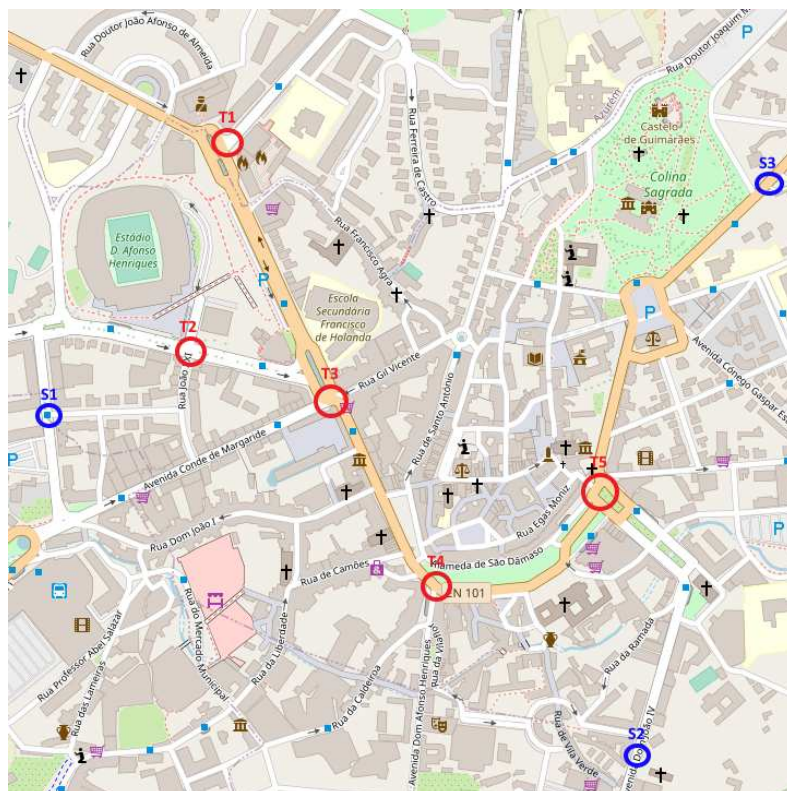 Rua Doutor João Afonso de Almeida
Rua Doutor Joaquim M
P
T1
Azurém
Castelo
de Guimarães
Rua Ferreira de Castro
Colina
Sagrada
S3
Estádio
D. Afonso
Henriques
Rua Francisco Agra
P
Escola
Secundária
Francisco
de Holanda
P
T2
Rua João XI
Rua Gil Vicente
Avenida Cónego Gaspar Es
T3
S1
Rua de Santo António
Avenida Conde de Margaride
P
T5
Rua Egas Moniz
Rua Dom João I
P
Alameda de São Dâmaso
T4
Rua de Camões
EN 101
Rua Professor Abel Salazar
Rua do Mercado Municipal
Rua da Liberdade
Rua das Lameiras
Rua da Ramada
Rua da Caldeiroa
Avenida Dom Afonso Henriques
Rua de Vila Verde
S2
Avenida Dom João IV